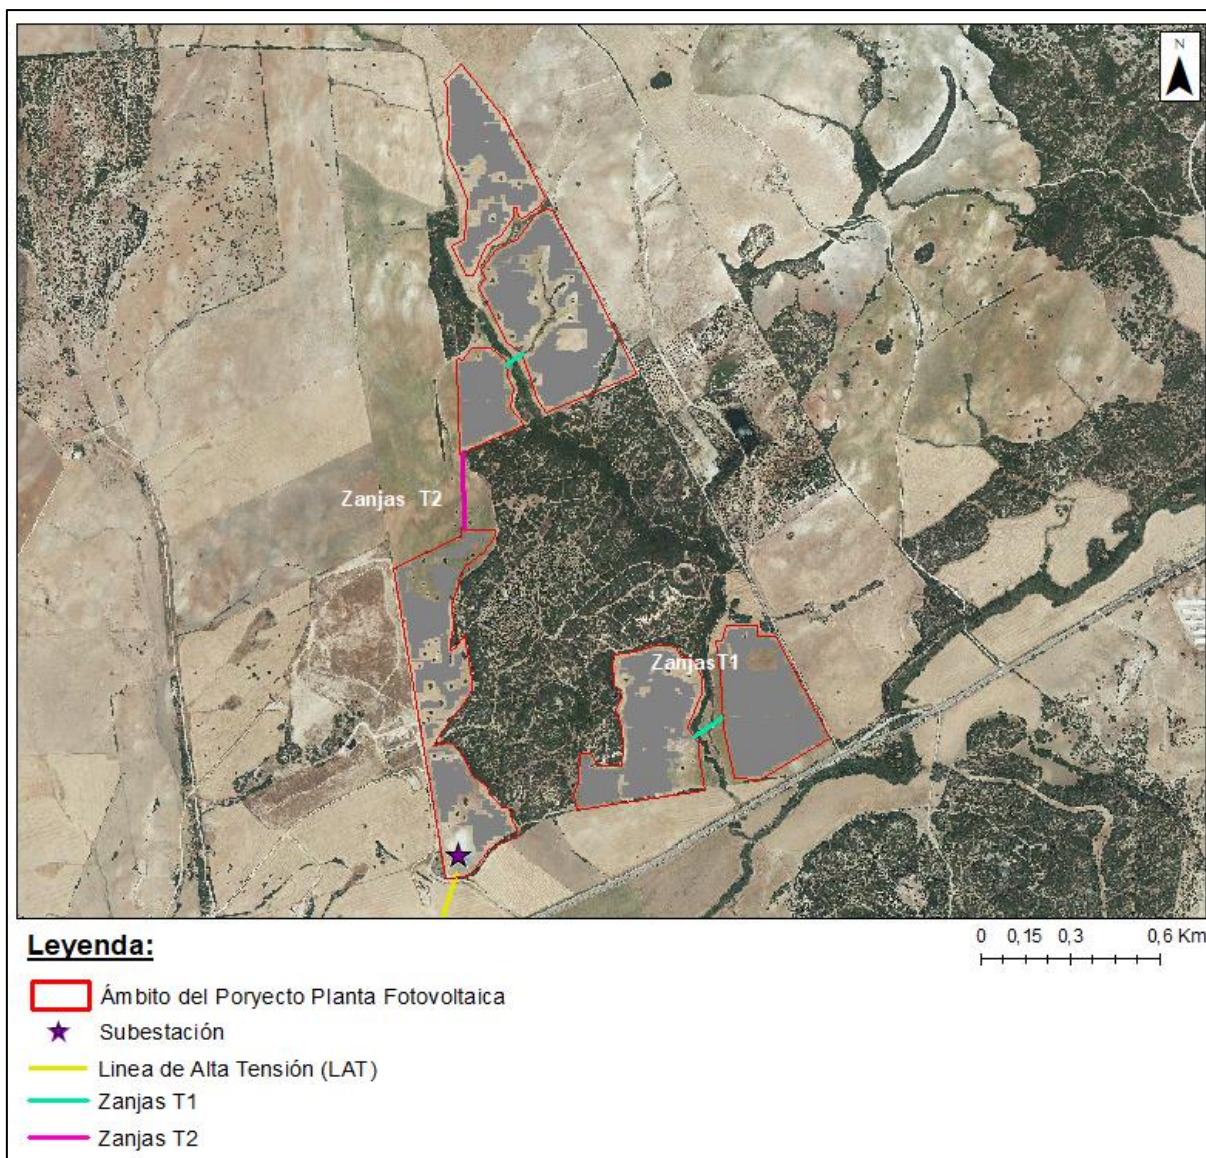 N
Zanjas T2
ZanjasT1
0 0,15 0,3 0,6 Km
Leyenda:
Ámbito del Poryecto Planta Fotovoltaica
Subestación
Linea de Alta Tensión (LAT)
Zanjas T1
Zanjas T2